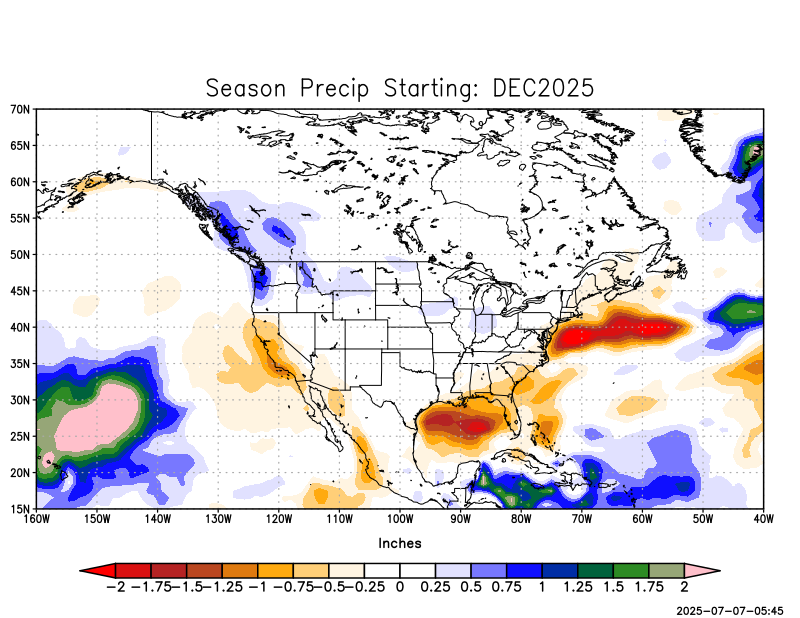 Season Precip Starting: DEC2025
70N
65N
60N
55N
50N
45N
40N
35N
30N
25N
20N
15N
160W 150W 140W 130W 120W 110W 100W 90W 80W 70W 60W 50W 40W
Inches
-2 -1.75 -1.5 -1.25 -1 -0.75 -0.5 -0.25 0 0.25 0.5 0.75 1 1.25 1.5 1.75 2
2025-07-07-05:45